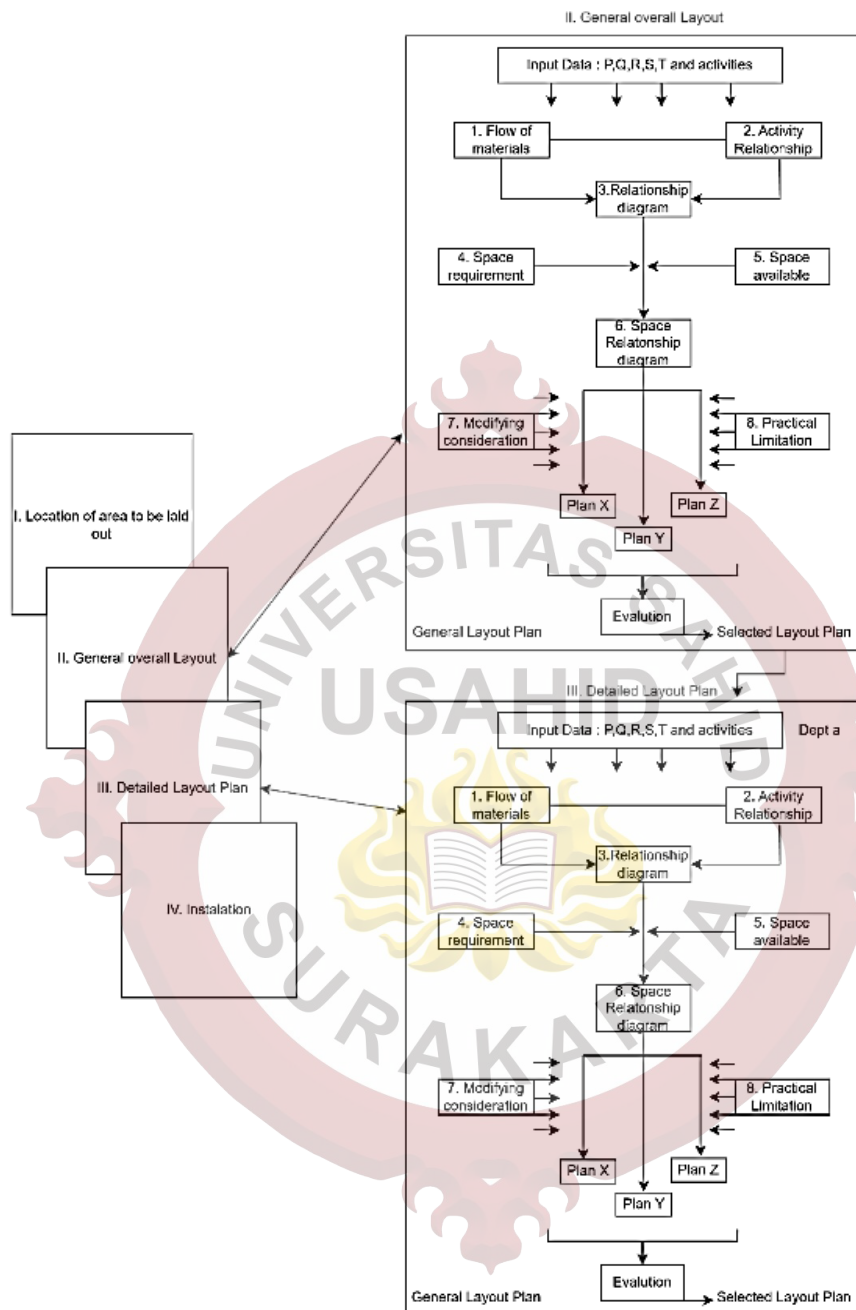 II. General overall Layout
Input Data : P,Q,R,S,T and activities
1. Flow of
materials
2. Activity
Relationship
3.Relationship
diagram
4. Space
requirement
5. Space
available
6. Space
Relatonship
diagram
7. Modifying
consideration
8. Practical
Limitation
Plan X
Plan Z
Plan Y
Evalution
General Layout Plan
Selected Layout Plan
I. Location of area to be laid
out
II. General overall Layout
III. Detailed Layout Plan
IV. Instalation
III. Detailed Layout Plan
Input Data : P,Q,R,S,T and activities
Dept a
1. Flow of
materials
2. Activity
Relationship
3.Relationship
diagram
4. Space
requirement
5. Space
available
6. Space
Relatonship
diagram
7. Modifying
consideration
8. Practical
Limitation
Plan X
Plan Z
Plan Y
Evalution
General Layout Plan
Selected Layout Plan
UNIVERSITAS SAHID
USAHID
SURAKARTA